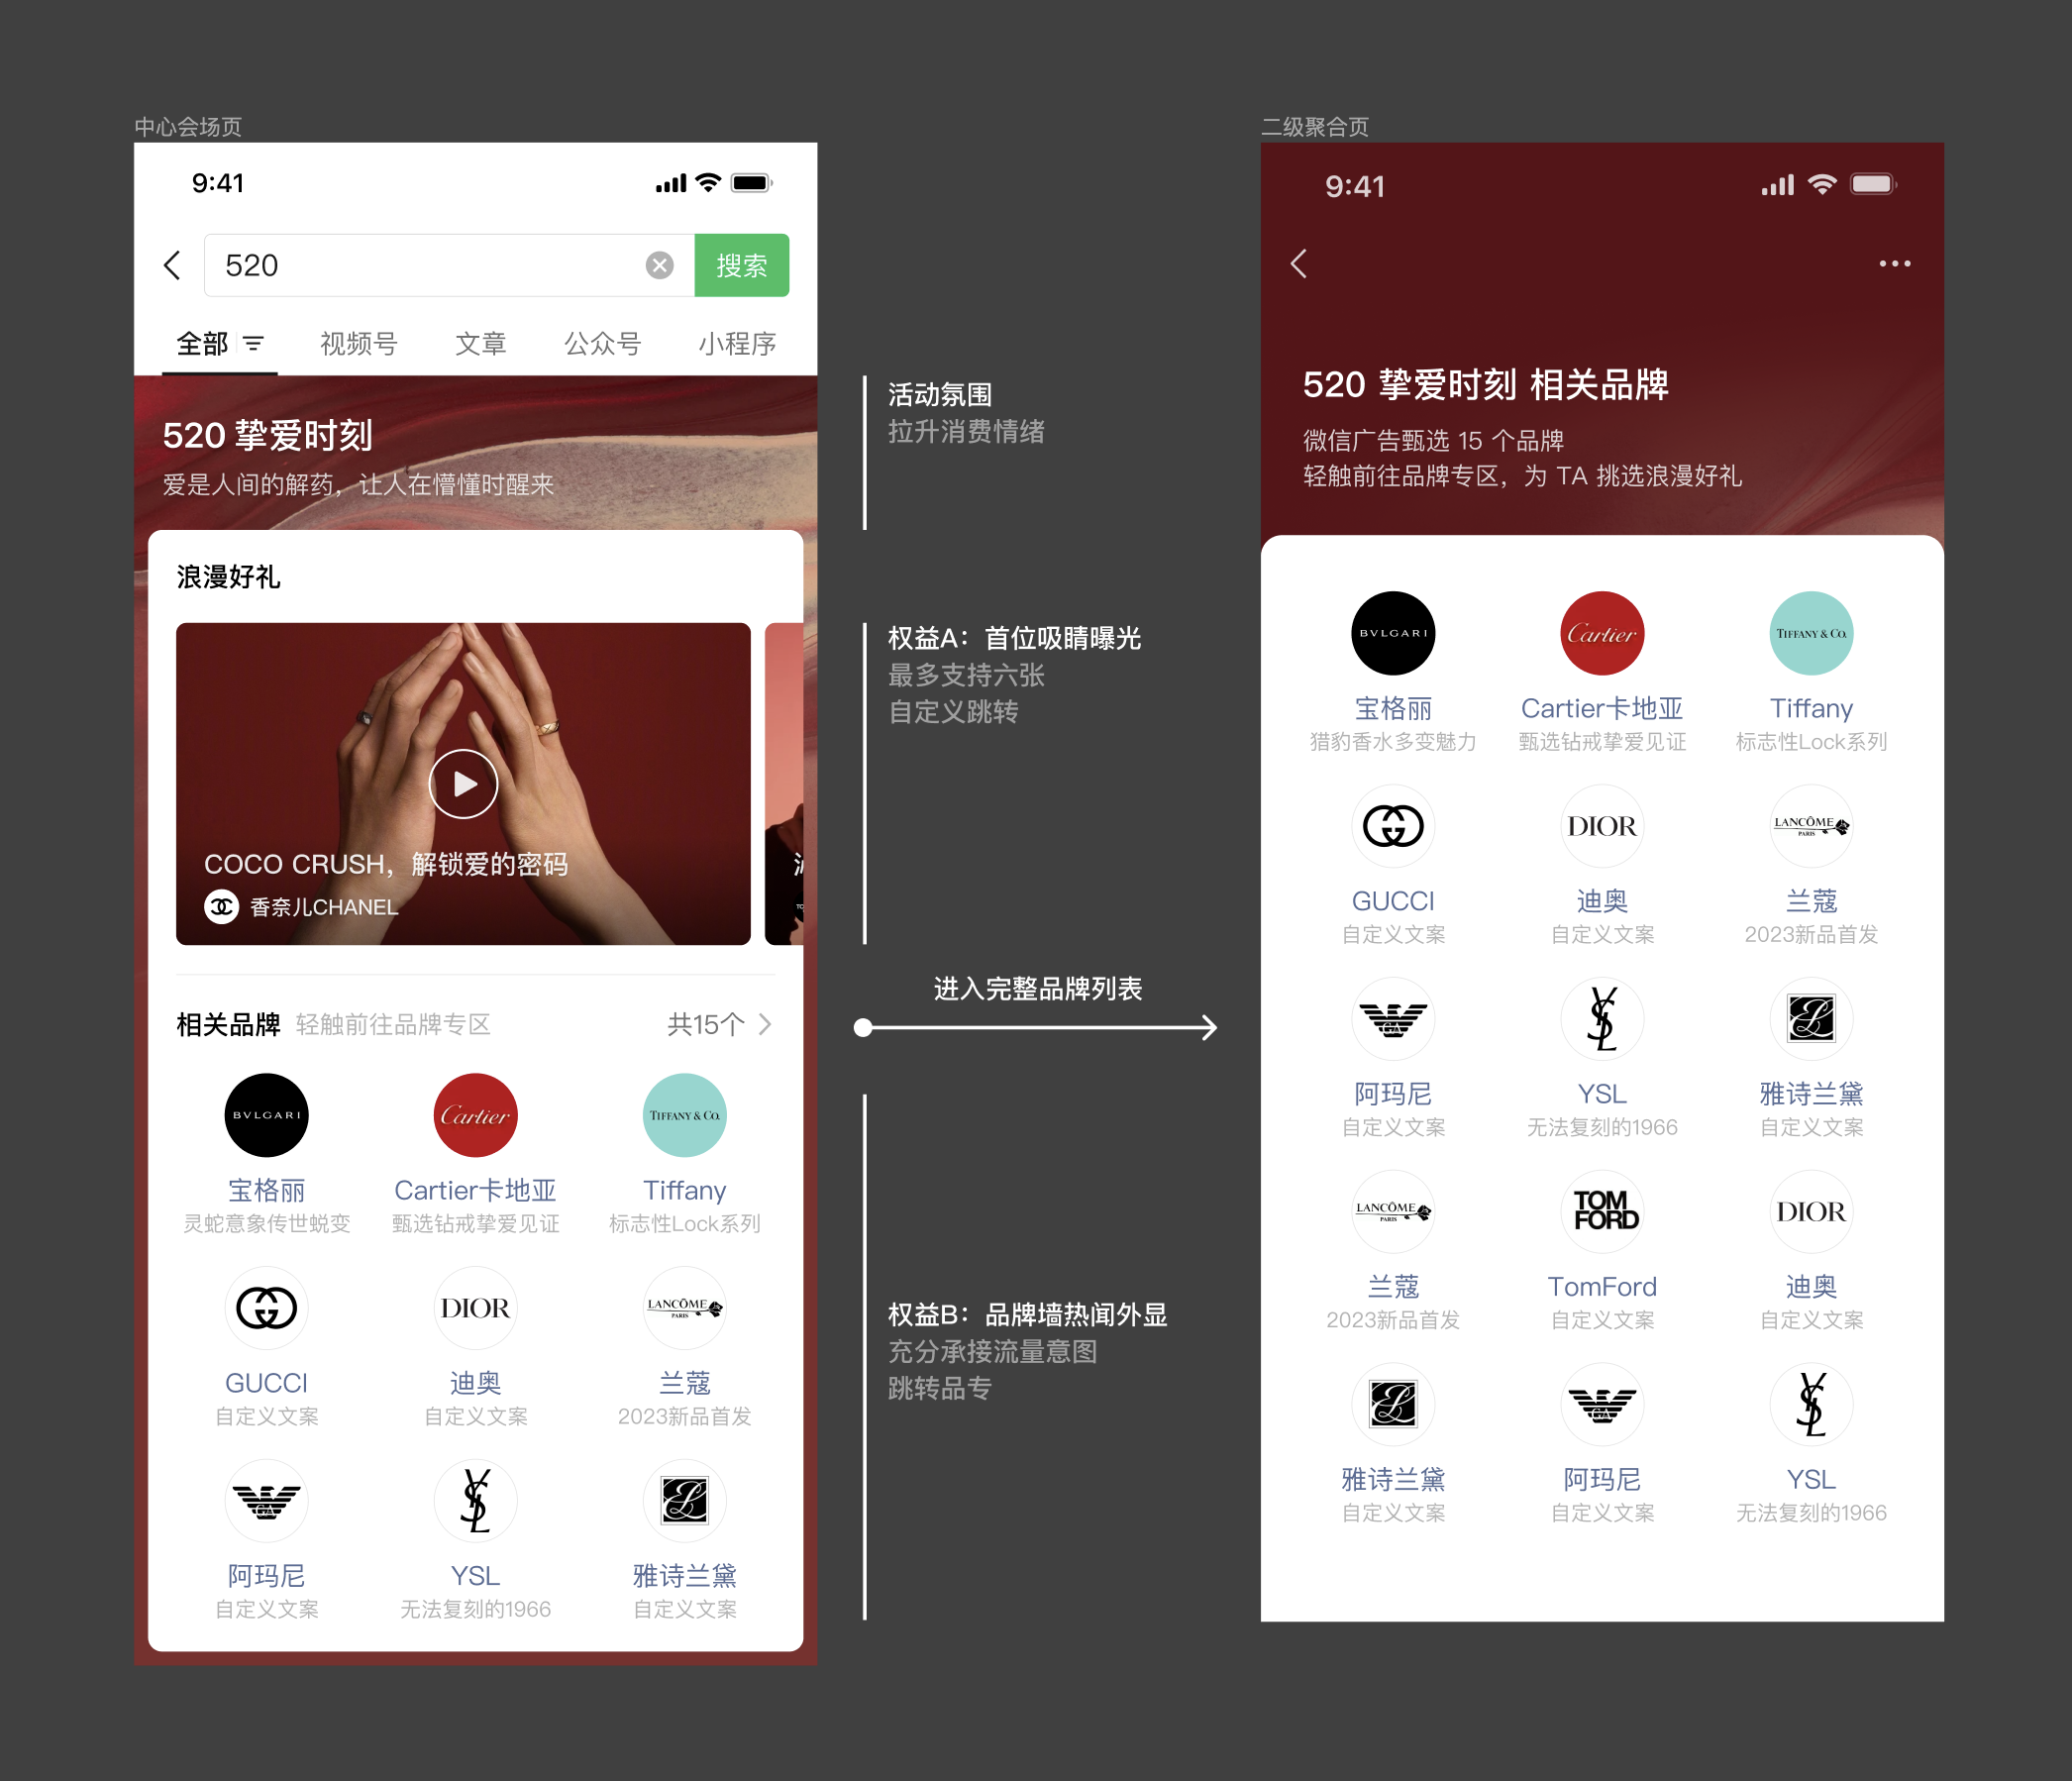 中心会场页
9:41
520
搜索
全部 视频号 文章 公众号 小程序
520 挚爱时刻
爱是人间的解药，让人在懵懂时醒来
浪漫好礼
COCO CRUSH，解锁爱的密码
香奈儿CHANEL
相关品牌 轻触前往品牌专区 共15个
BVLGARI Cartier TIFFANY & CO.
宝格丽 Cartier卡地亚 Tiffany
灵蛇意象传世蜕变 甄选钻戒挚爱见证 标志性Lock系列
DIOR LANCÔME PARIS
GUCCI 迪奥 兰蔻
自定义文案 自定义文案 2023新品首发
GA YSL
阿玛尼 YSL 雅诗兰黛
自定义文案 无法复刻的1966 自定义文案
活动氛围
拉升消费情绪
权益A：首位吸睛曝光
最多支持六张
自定义跳转
进入完整品牌列表
权益B：品牌墙热闻外显
充分承接流量意图
跳转品专
二级聚合页
9:41
520 挚爱时刻 相关品牌
微信广告甄选 15 个品牌
轻触前往品牌专区，为 TA 挑选浪漫好礼
BVLGARI Cartier TIFFANY & CO.
宝格丽 Cartier卡地亚 Tiffany
猎豹香水多变魅力 甄选钻戒挚爱见证 标志性Lock系列
DIOR LANCÔME PARIS
GUCCI 迪奥 兰蔻
自定义文案 自定义文案 2023新品首发
GA YSL
阿玛尼 YSL 雅诗兰黛
自定义文案 无法复刻的1966 自定义文案
LANCÔME PARIS TOM FORD DIOR
兰蔻 TomFord 迪奥
2023新品首发 自定义文案 自定义文案
GA YSL
雅诗兰黛 阿玛尼 YSL
自定义文案 自定义文案 无法复刻的1966